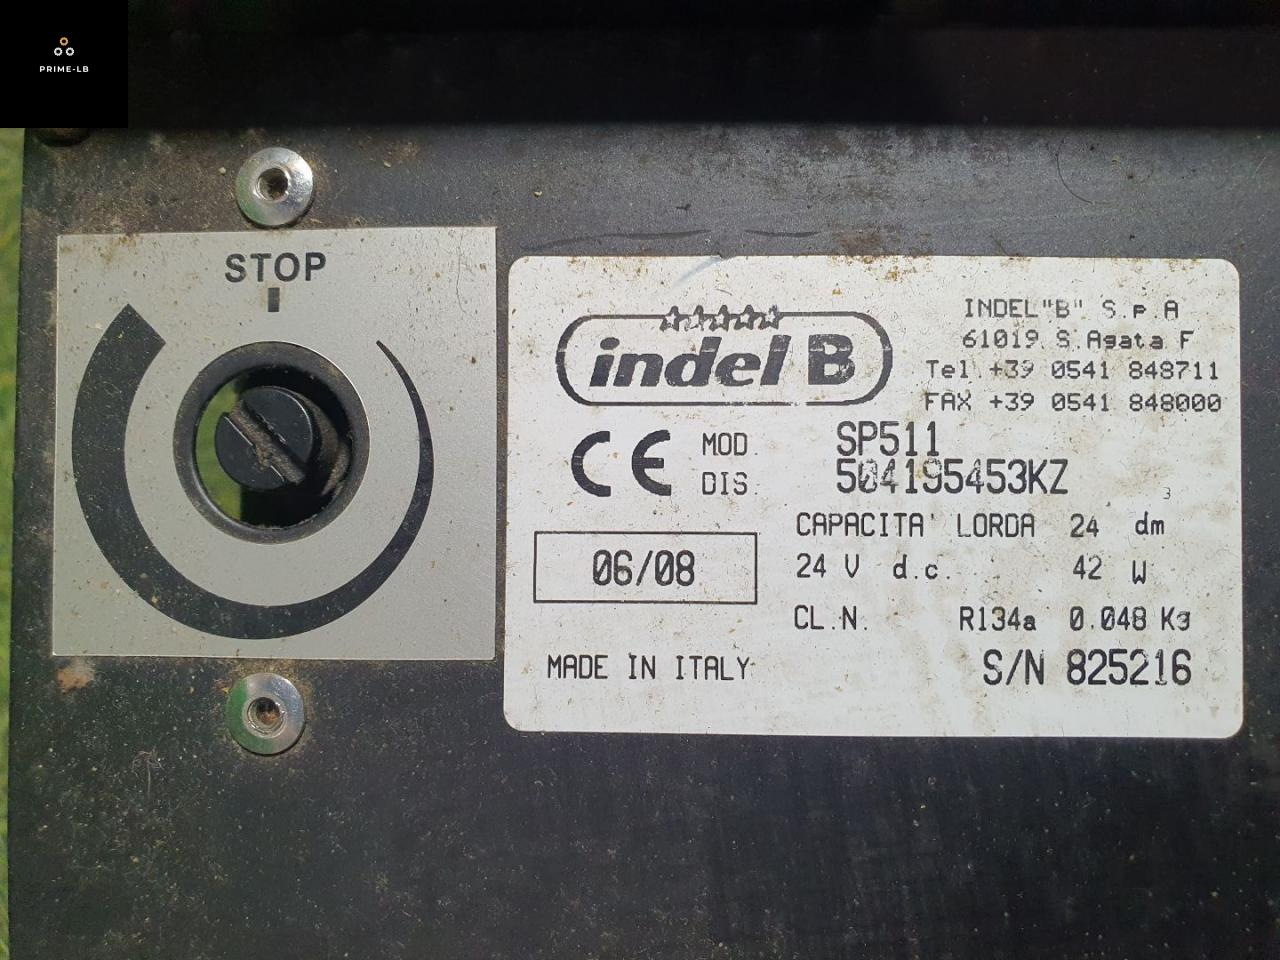 PRIME-LB
STOP
indel B
INDEL"B" S.p.A
61019 S.Agata F
Tel +39 0541 848711
FAX +39 0541 848000
CE
MOD. SP511
DIS. 504195453KZ
CAPACITA' LORDA 24 dm³
06/08
24 V d.c. 42 W
CL.N. R134a 0.048 Kg
MADE IN ITALY
S/N 825216